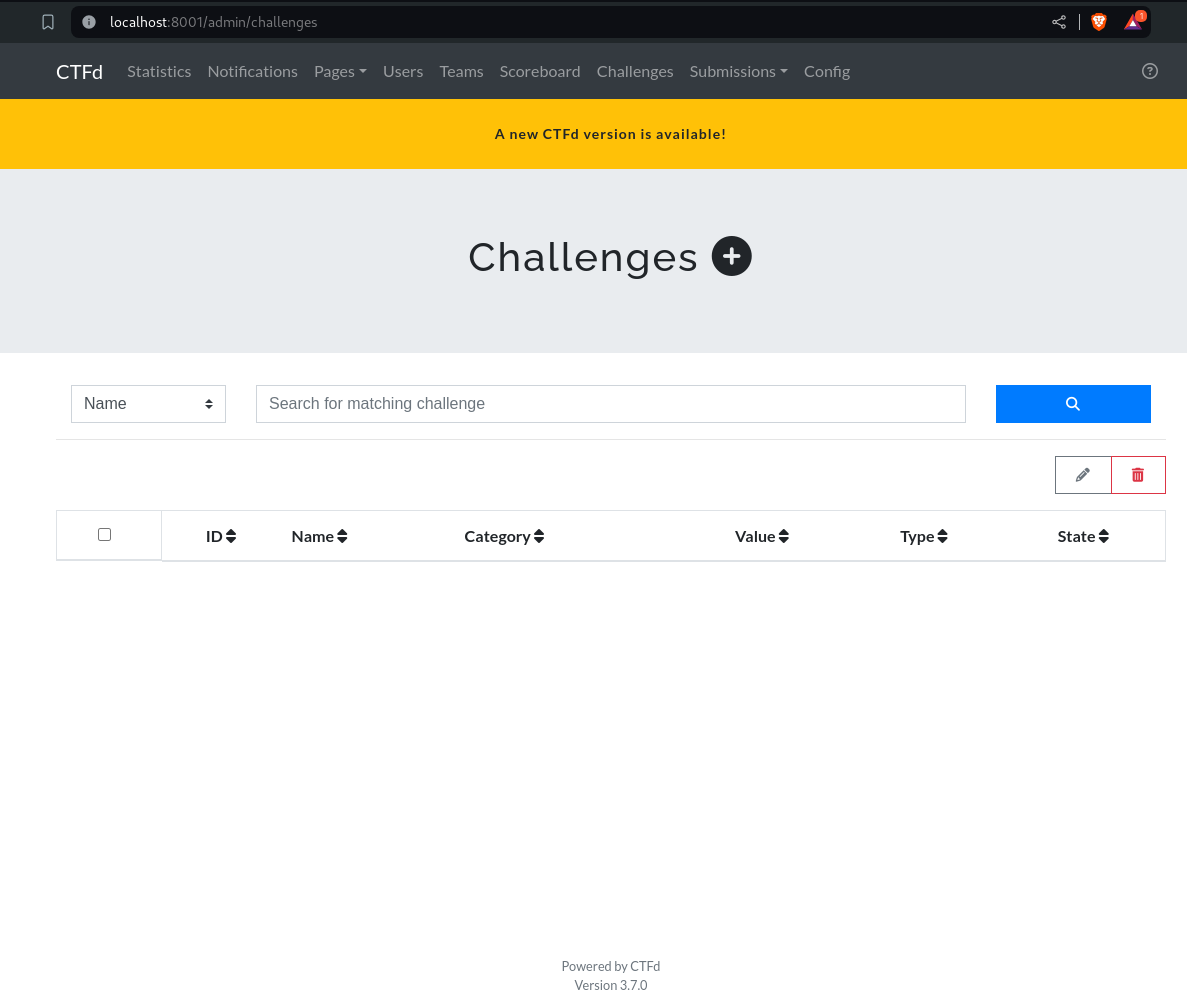 localhost:8001/admin/challenges 1
CTFd Statistics Notifications Pages Users Teams Scoreboard Challenges Submissions Config ?
A new CTFd version is available!
Challenges
Name Search for matching challenge
ID Name Category Value Type State
Powered by CTFd
Version 3.7.0